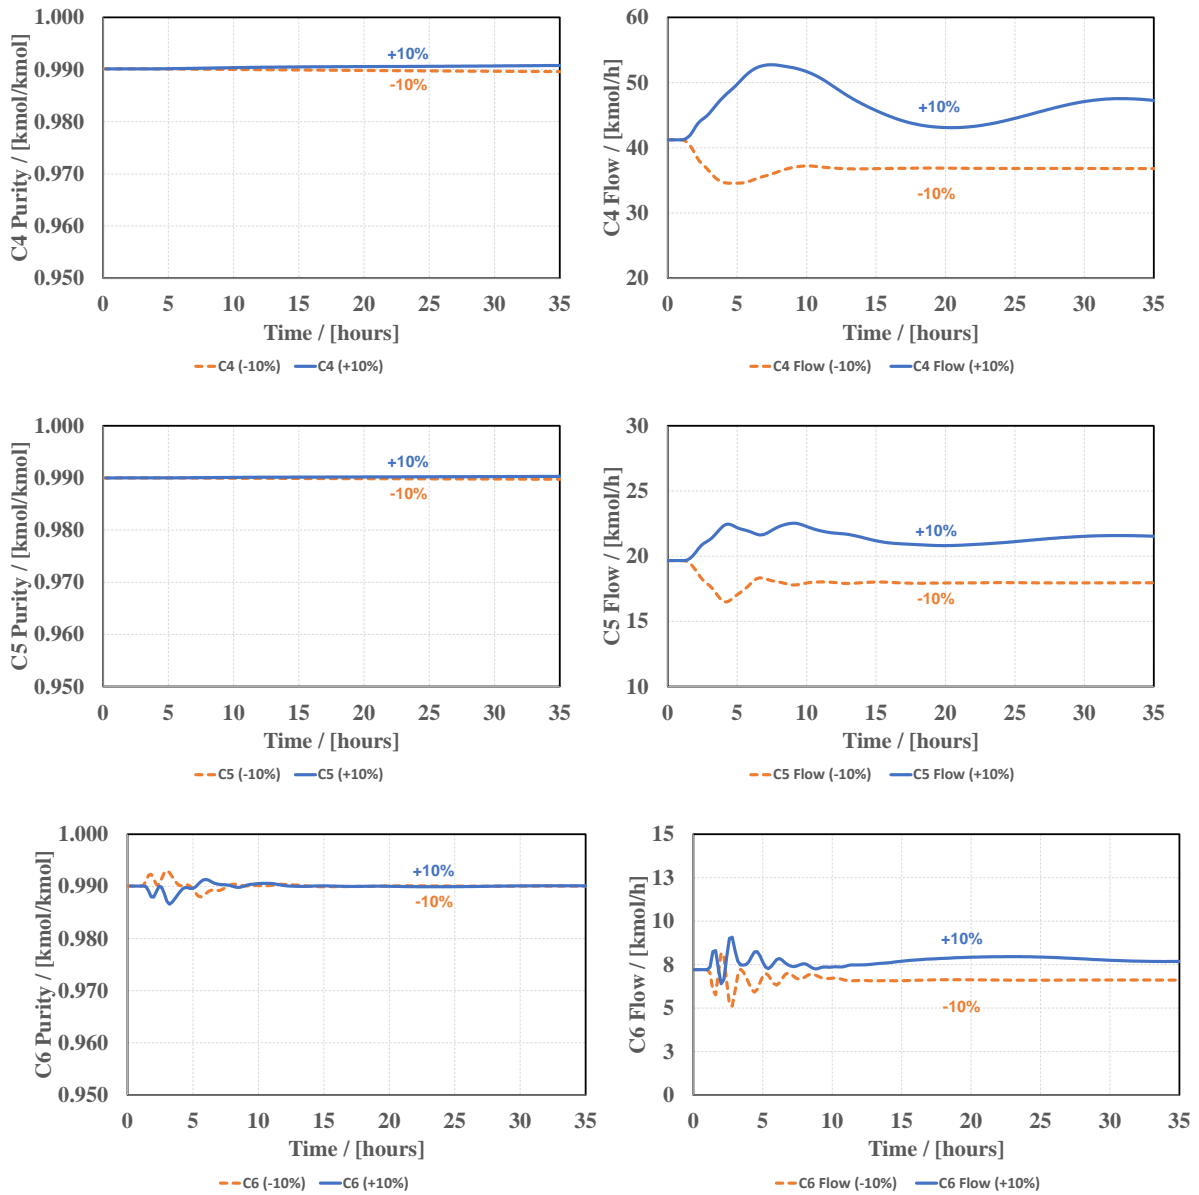 C4 Purity / [kmol/kmol]
1.000
0.990
0.980
0.970
0.960
0.950
+10%
-10%
0 5 10 15 20 25 30 35
Time / [hours]
C4 (-10%) C4 (+10%)
C4 Flow / [kmol/h]
60
50
40
30
20
+10%
-10%
0 5 10 15 20 25 30 35
Time / [hours]
C4 Flow (-10%) C4 Flow (+10%)
C5 Purity / [kmol/kmol]
1.000
0.990
0.980
0.970
0.960
0.950
+10%
-10%
0 5 10 15 20 25 30 35
Time / [hours]
C5 (-10%) C5 (+10%)
C5 Flow / [kmol/h]
30
25
20
15
10
+10%
-10%
0 5 10 15 20 25 30 35
Time / [hours]
C5 Flow (-10%) C5 Flow (+10%)
C6 Purity / [kmol/kmol]
1.000
0.990
0.980
0.970
0.960
0.950
+10%
-10%
0 5 10 15 20 25 30 35
Time / [hours]
C6 (-10%) C6 (+10%)
C6 Flow / [kmol/h]
15
13
10
8
5
3
0
+10%
-10%
0 5 10 15 20 25 30 35
Time / [hours]
C6 Flow (-10%) C6 Flow (+10%)